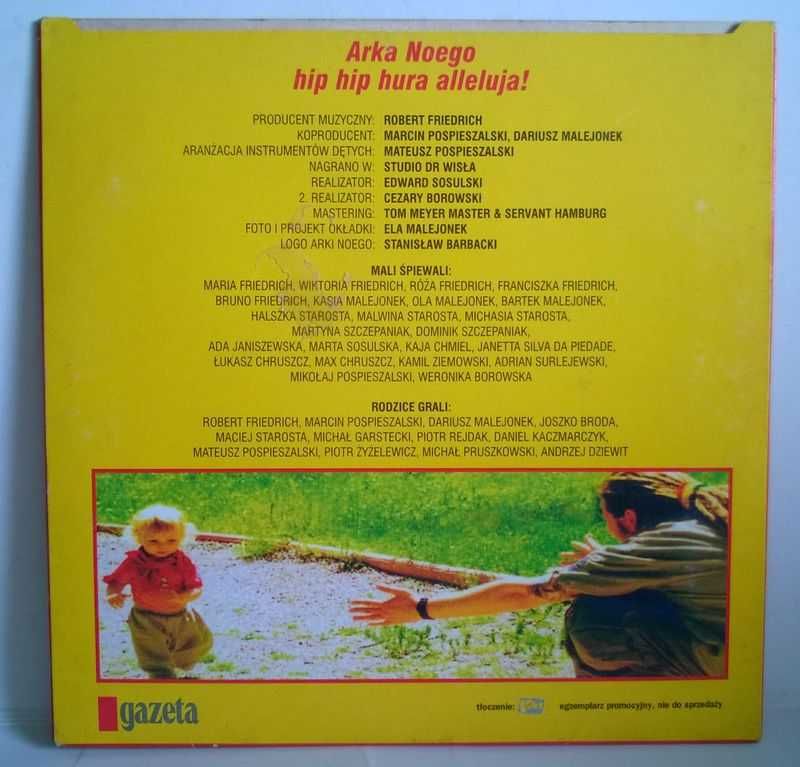 Arka Noego
hip hip hura alleluja!
PRODUCENT MUZYCZNY: ROBERT FRIEDRICH
KOPRODUCENT: MARCIN POSPIESZALSKI, DARIUSZ MALEJONEK
ARANŻACJA INSTRUMENTÓW DĘTYCH: MATEUSZ POSPIESZALSKI
NAGRANO W: STUDIO DR WISŁA
REALIZATOR: EDWARD SOSULSKI
2. REALIZATOR: CEZARY BOROWSKI
MASTERING: TOM MEYER MASTER & SERVANT HAMBURG
FOTO I PROJEKT OKŁADKI: ELA MALEJONEK
LOGO ARKI NOEGO: STANISŁAW BARBACKI
MALI ŚPIEWALI:
MARIA FRIEDRICH, WIKTORIA FRIEDRICH, RÓŻA FRIEDRICH, FRANCISZKA FRIEDRICH,
BRUNO FRIEDRICH, KASIA MALEJONEK, OLA MALEJONEK, BARTEK MALEJONEK,
HALSZKA STAROSTA, MALWINA STAROSTA, MICHASIA STAROSTA,
MARTYNA SZCZEPANIAK, DOMINIK SZCZEPANIAK,
ADA JANISZEWSKA, MARTA SOSULSKA, KAJA CHMIEL, JANETTA SILVA DA PIEDADE,
ŁUKASZ CHRUSZCZ, MAX CHRUSZCZ, KAMIL ZIEMOWSKI, ADRIAN SURLEJEWSKI,
MIKOŁAJ POSPIESZALSKI, WERONIKA BOROWSKA
RODZICE GRALI:
ROBERT FRIEDRICH, MARCIN POSPIESZALSKI, DARIUSZ MALEJONEK, JOSZKO BRODA,
MACIEJ STAROSTA, MICHAŁ GARSTECKI, PIOTR REJDAK, DANIEL KACZMARCZYK,
MATEUSZ POSPIESZALSKI, PIOTR ŻYŻELEWICZ, MICHAŁ PRUSZKOWSKI, ANDRZEJ DZIEWIT
gazeta
tłoczenie: egzemplarz promocyjny, nie do sprzedaży